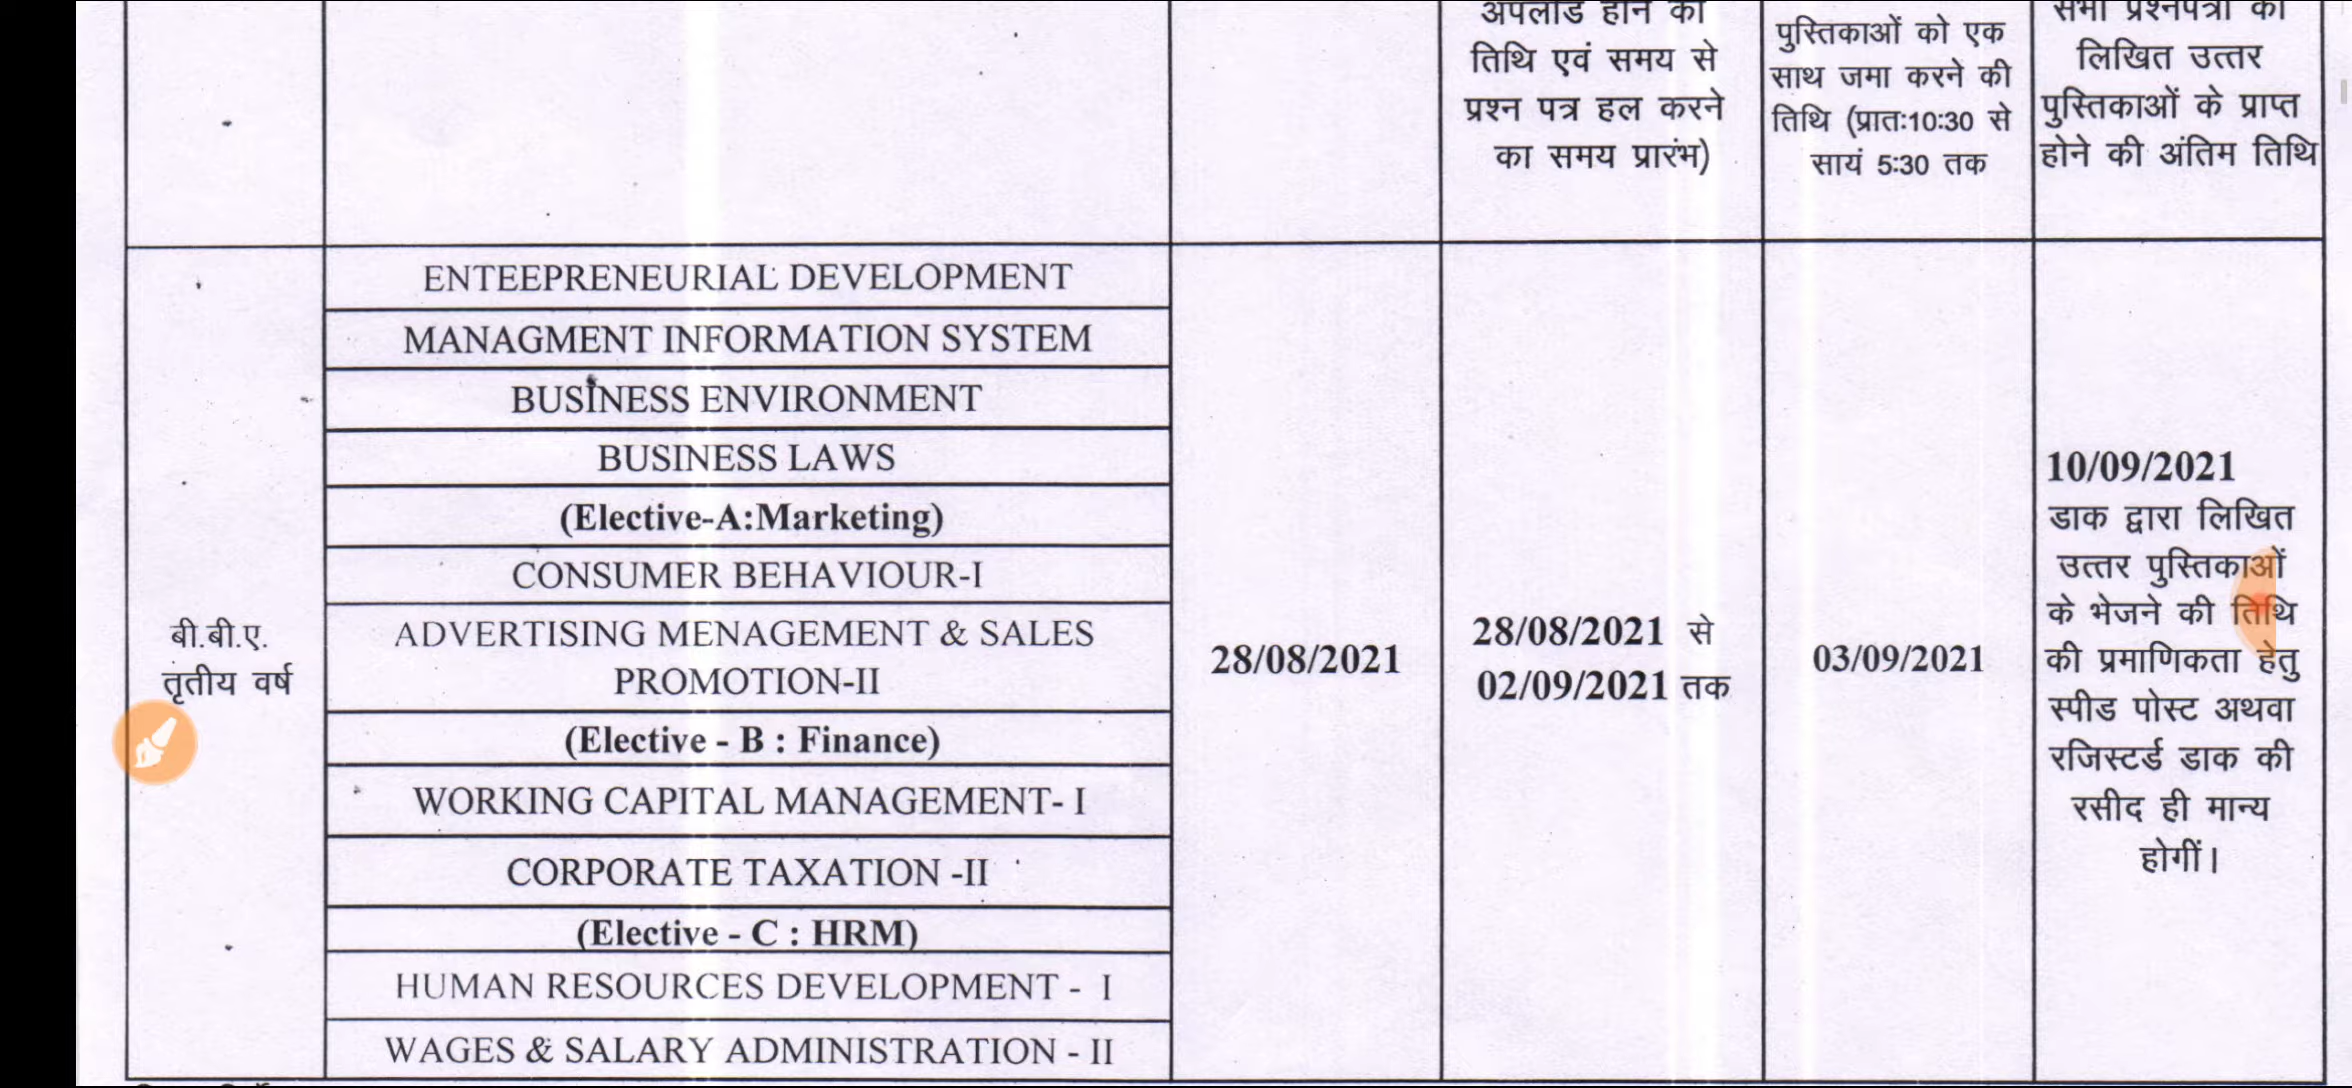 अपलोड होने की
तिथि एवं समय से
प्रश्न पत्र हल करने
का समय प्रारंभ)
पुस्तिकाओं को एक
साथ जमा करने की
तिथि (प्रातः10:30 से
सायं 5:30 तक
सभी प्रश्नपत्रों की
लिखित उत्तर
पुस्तिकाओं के प्राप्त
होने की अंतिम तिथि
बी.बी.ए.
तृतीय वर्ष
ENTEEPRENEURIAL DEVELOPMENT
MANAGMENT INFORMATION SYSTEM
BUSINESS ENVIRONMENT
BUSINESS LAWS
(Elective-A:Marketing)
CONSUMER BEHAVIOUR-I
ADVERTISING MENAGEMENT & SALES
PROMOTION-II
(Elective - B : Finance)
WORKING CAPITAL MANAGEMENT- I
CORPORATE TAXATION -II
(Elective - C : HRM)
HUMAN RESOURCES DEVELOPMENT - I
WAGES & SALARY ADMINISTRATION - II
28/08/2021
28/08/2021 से
02/09/2021 तक
03/09/2021
10/09/2021
डाक द्वारा लिखित
उत्तर पुस्तिकाओं
के भेजने की तिथि
की प्रमाणिकता हेतु
स्पीड पोस्ट अथवा
रजिस्टर्ड डाक की
रसीद ही मान्य
होगीं।